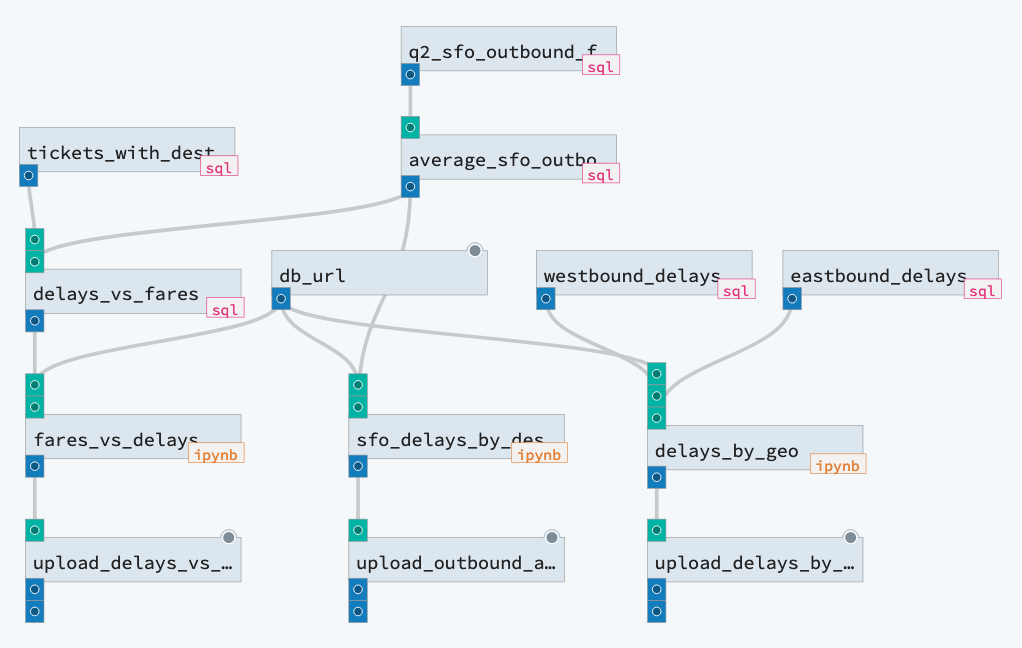 q2_sfo_outbound_f
sql
tickets_with_dest
sql
average_sfo_outbo
sql
delays_vs_fares
sql
db_url
westbound_delays
sql
eastbound_delays
sql
fares_vs_delays
ipynb
sfo_delays_by_des
ipynb
delays_by_geo
ipynb
upload_delays_vs_…
upload_outbound_a…
upload_delays_by_…